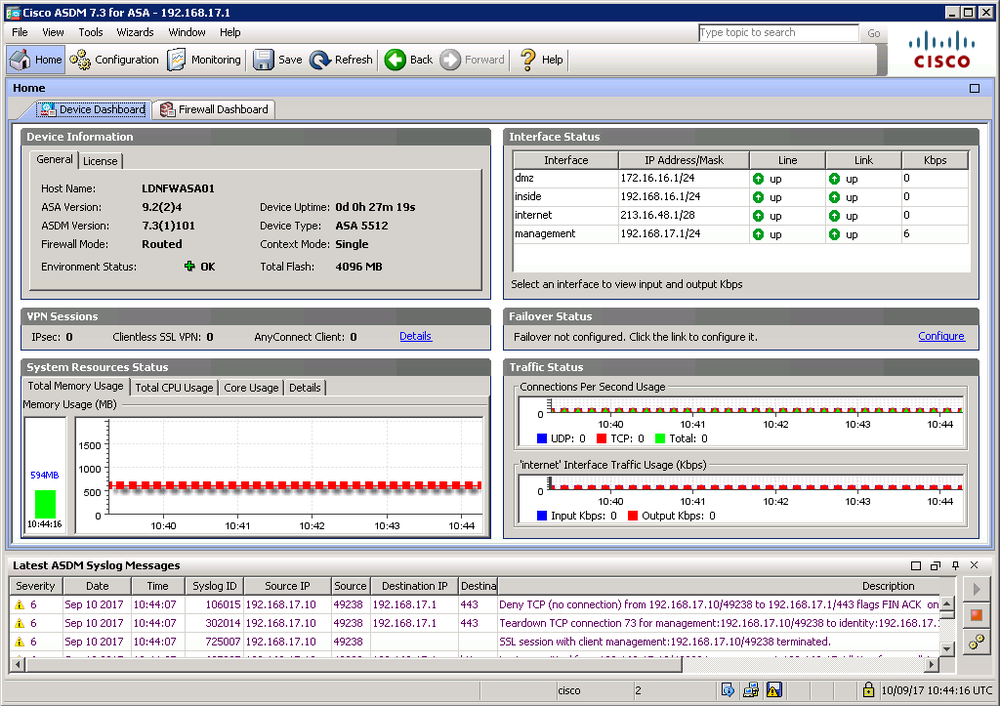 Cisco ASDM 7.3 for ASA - 192.168.17.1
File View Tools Wizards Window Help
Type topic to search Go
Home Configuration Monitoring Save Refresh Back Forward Help
CISCO
Home
Device Dashboard Firewall Dashboard
Device Information
General License
Host Name: LDNFWASA01
ASA Version: 9.2(2)4 Device Uptime: 0d 0h 27m 19s
ASDM Version: 7.3(1)101 Device Type: ASA 5512
Firewall Mode: Routed Context Mode: Single
Environment Status: OK Total Flash: 4096 MB
Interface Status
Interface IP Address/Mask Line Link Kbps
dmz 172.16.16.1/24 up up 0
inside 192.168.16.1/24 up up 0
internet 213.16.48.1/28 up up 0
management 192.168.17.1/24 up up 6
Select an interface to view input and output Kbps
VPN Sessions
IPsec: 0 Clientless SSL VPN: 0 AnyConnect Client: 0 Details
Failover Status
Failover not configured. Click the link to configure it. Configure
System Resources Status
Total Memory Usage Total CPU Usage Core Usage Details
Memory Usage (MB)
594MB
10:44:16
1500
1000
500
0
10:40 10:41 10:42 10:43 10:44
Traffic Status
Connections Per Second Usage
0
10:40 10:41 10:42 10:43 10:44
UDP: 0 TCP: 0 Total: 0
'internet' Interface Traffic Usage (Kbps)
0
10:40 10:41 10:42 10:43 10:44
Input Kbps: 0 Output Kbps: 0
Latest ASDM Syslog Messages
Severity Date Time Syslog ID Source IP Source Destination IP Destina Description
6 Sep 10 2017 10:44:07 106015 192.168.17.10 49238 192.168.17.1 443 Deny TCP (no connection) from 192.168.17.10/49238 to 192.168.17.1/443 flags FIN ACK on
6 Sep 10 2017 10:44:07 302014 192.168.17.10 49238 192.168.17.1 443 Teardown TCP connection 73 for management:192.168.17.10/49238 to identity:192.168.17.1
6 Sep 10 2017 10:44:07 725007 192.168.17.10 49238 SSL session with client management:192.168.17.10/49238 terminated.
cisco 2 10/09/17 10:44:16 UTC